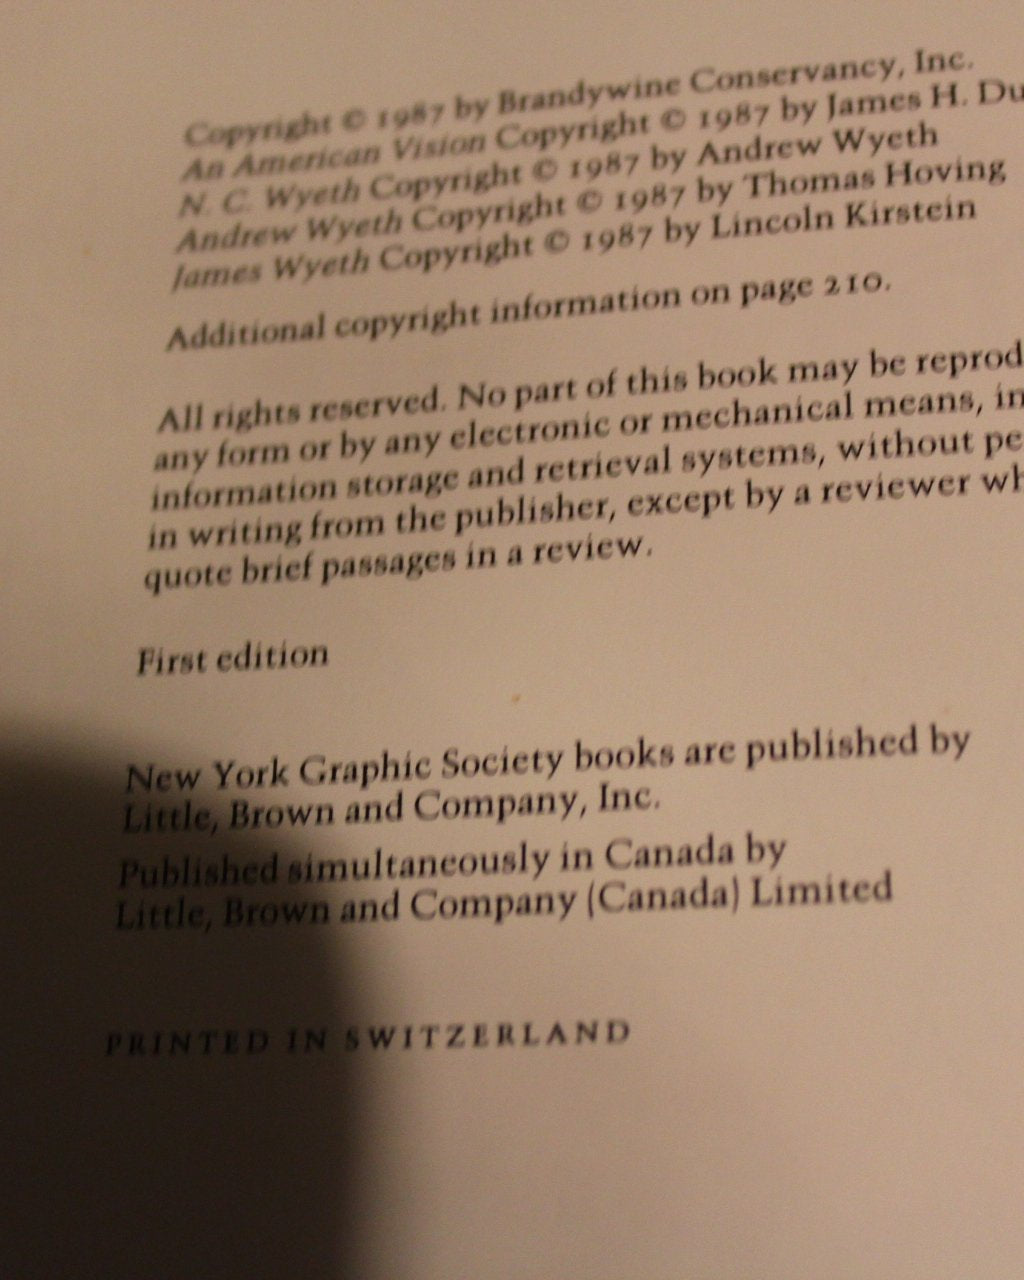 Copyright © 1987 by Brandywine Conservancy, Inc.
An American Vision Copyright © 1987 by James H. Du
N. C. Wyeth Copyright © 1987 by Andrew Wyeth
Andrew Wyeth Copyright © 1987 by Thomas Hoving
James Wyeth Copyright © 1987 by Lincoln Kirstein
Additional copyright information on page 210.
All rights reserved. No part of this book may be reprod
any form or by any electronic or mechanical means, in
information storage and retrieval systems, without pe
in writing from the publisher, except by a reviewer wh
quote brief passages in a review.
First edition
New York Graphic Society books are published by
Little, Brown and Company, Inc.
Published simultaneously in Canada by
Little, Brown and Company (Canada) Limited
PRINTED IN SWITZERLAND